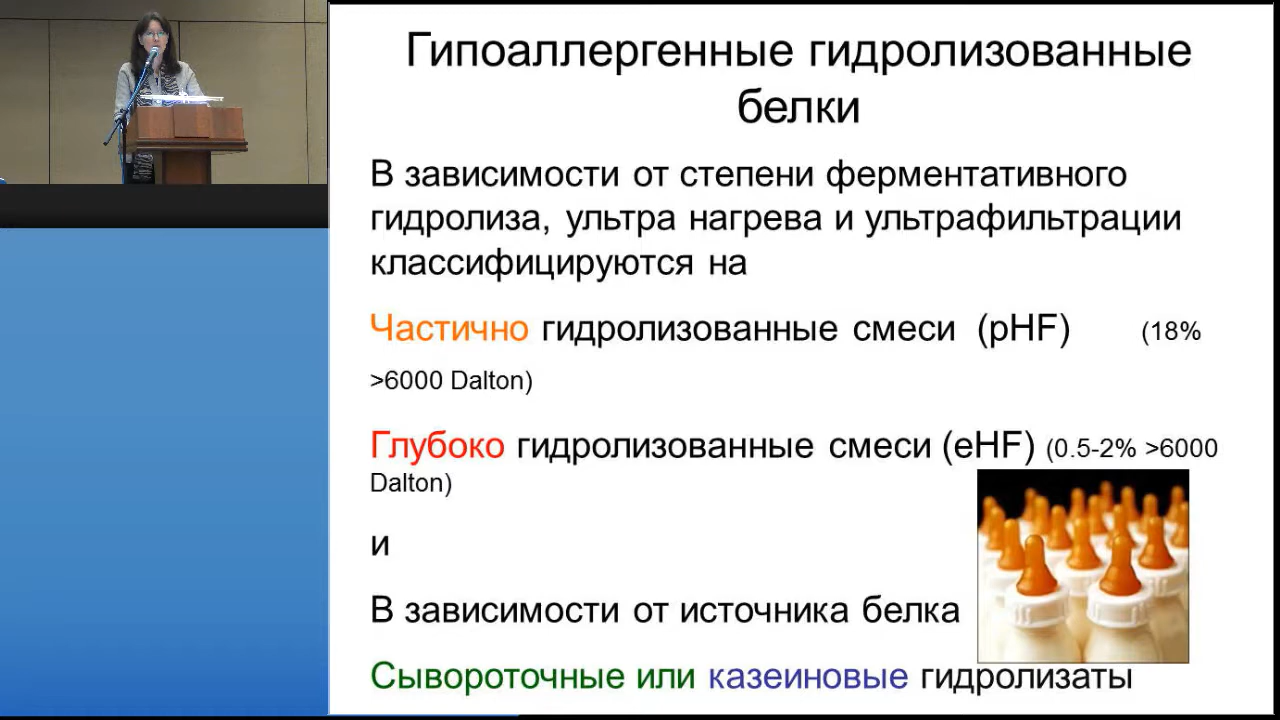 Гипоаллергенные гидролизованные
белки
В зависимости от степени ферментативного
гидролиза, ультра нагрева и ультрафильтрации
классифицируются на
Частично гидролизованные смеси (pHF) (18%
>6000 Dalton)
Глубоко гидролизованные смеси (eHF) (0.5-2% >6000
Dalton)
и
В зависимости от источника белка
Сывороточные или казеиновые гидролизаты